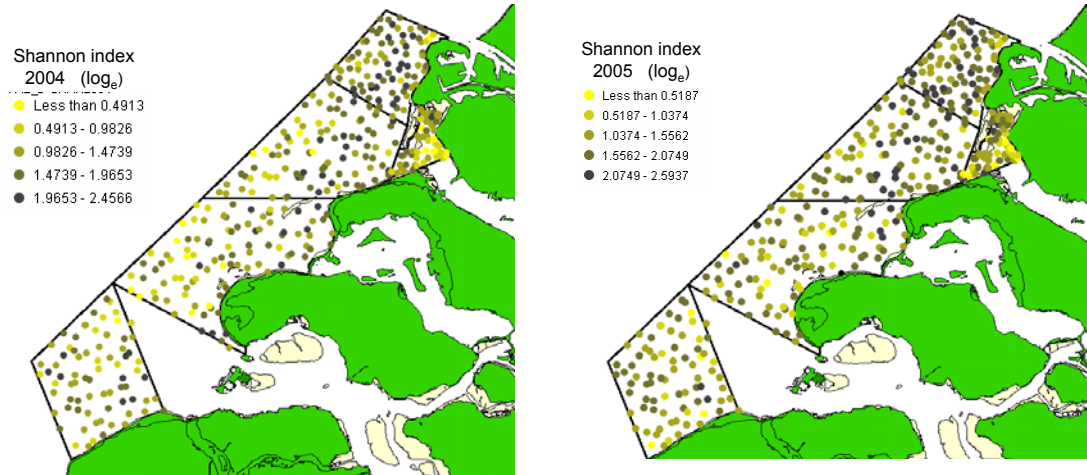 Shannon index
2004 (logₑ)
Less than 0.4913
0.4913 - 0.9826
0.9826 - 1.4739
1.4739 - 1.9653
1.9653 - 2.4566
Shannon index
2005 (logₑ)
Less than 0.5187
0.5187 - 1.0374
1.0374 - 1.5562
1.5562 - 2.0749
2.0749 - 2.5937